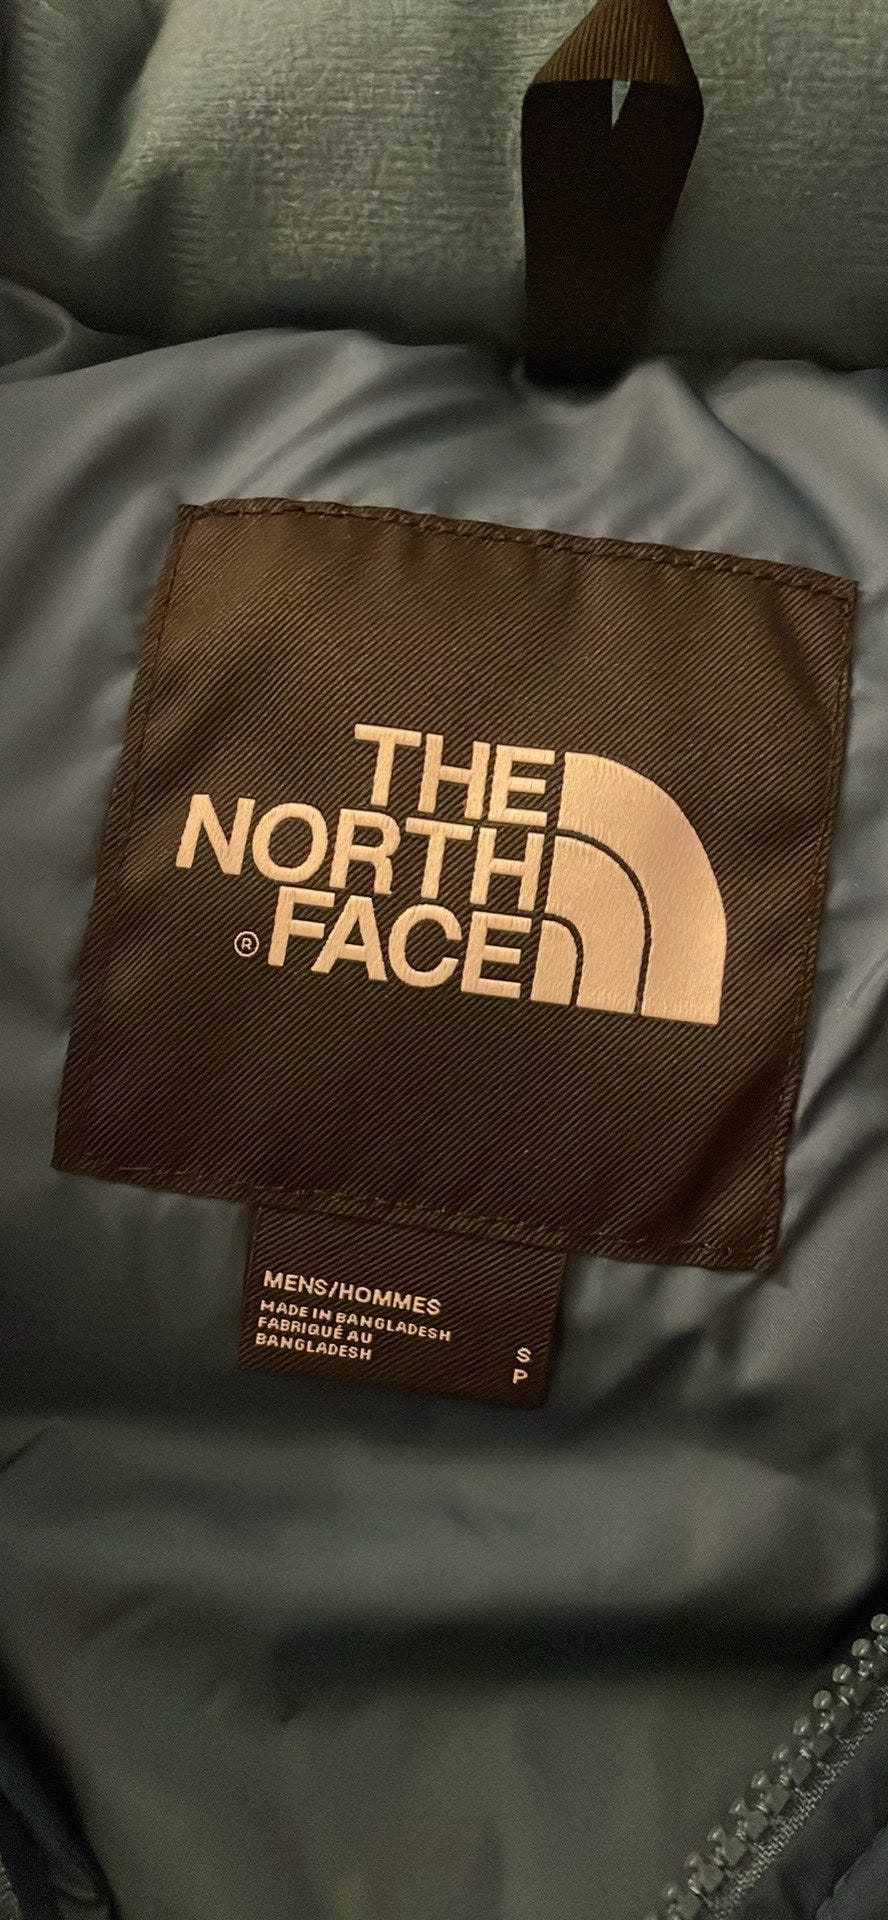 THE
NORTH
FACE
®
MENS/HOMMES
MADE IN BANGLADESH
FABRIQUÉ AU
BANGLADESH
S
P